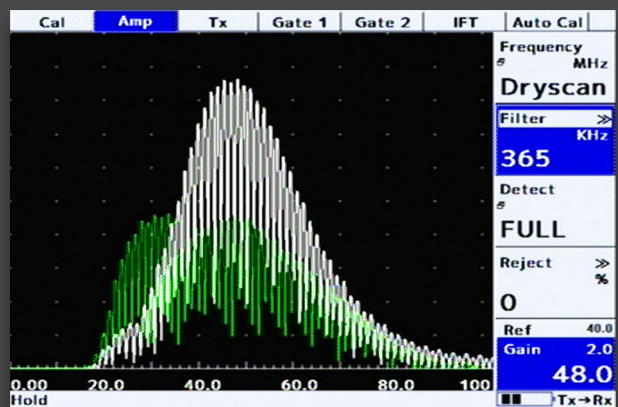 Cal Amp Tx Gate 1 Gate 2 IFT Auto Cal
Frequency
MHz
Dryscan
Filter >>
KHz
365
Detect
FULL
Reject >>
%
0
Ref 40.0
Gain 2.0
48.0
0.00 20.0 40.0 60.0 80.0 100
Hold Tx→Rx